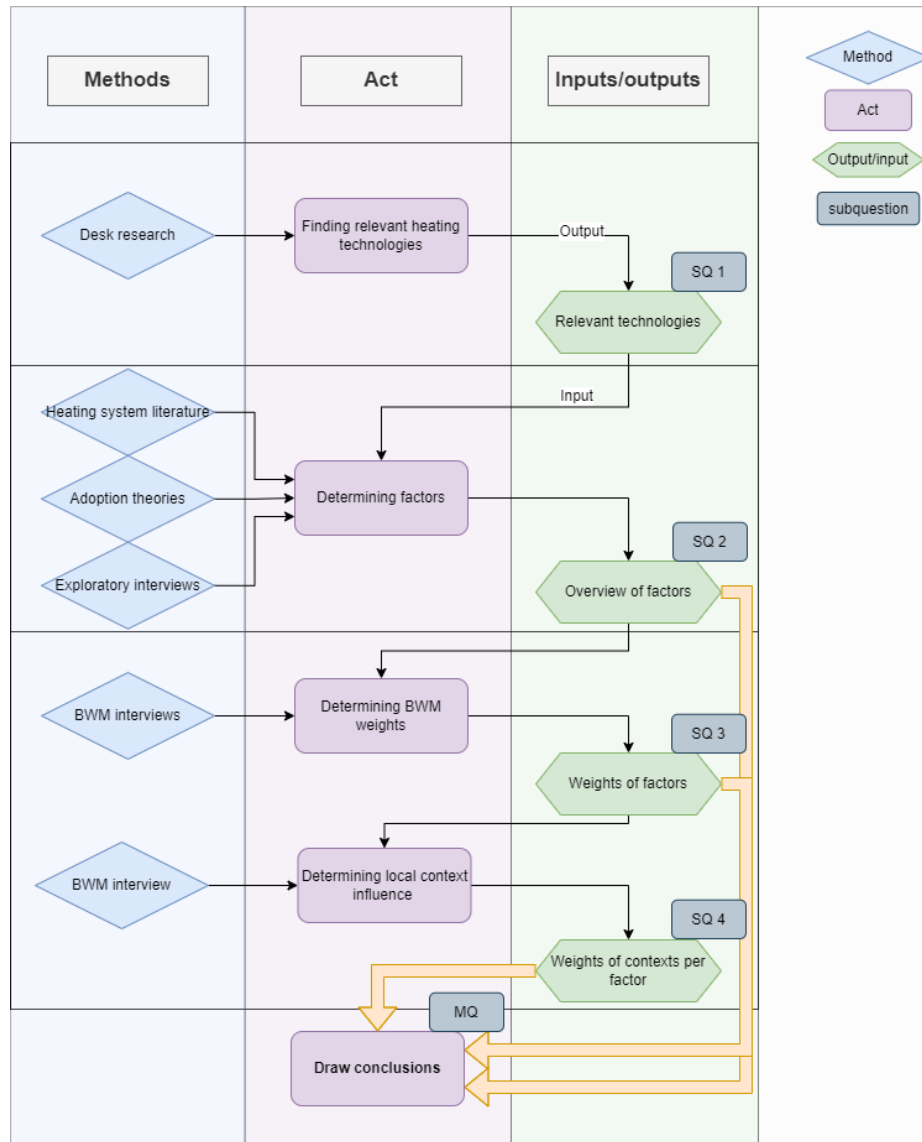 Methods
Act
Inputs/outputs
Method
Act
Output/input
subquestion
Desk research
Finding relevant heating
technologies
Output
SQ 1
Relevant technologies
Input
Heating system literature
Adoption theories
Exploratory interviews
Determining factors
SQ 2
Overview of factors
BWM interviews
Determining BWM
weights
SQ 3
Weights of factors
BWM interview
Determining local context
influence
SQ 4
Weights of contexts per
factor
MQ
Draw conclusions